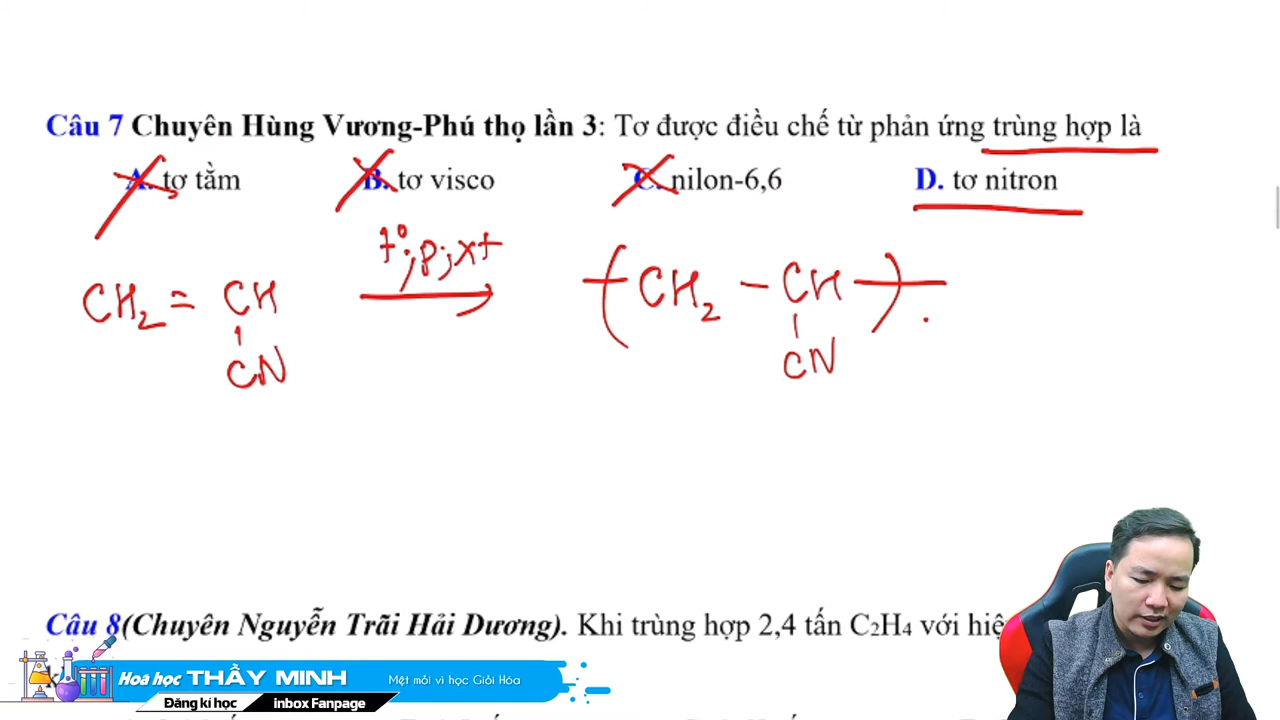 Câu 7 Chuyên Hùng Vương-Phú thọ lần 3: Tơ được điều chế từ phản ứng trùng hợp là
A. tơ tằm B. tơ visco C. nilon-6,6 D. tơ nitron
t°; p; xt
CH₂ = CH ( CH₂ - CH )
CN CN
Câu 8(Chuyên Nguyễn Trãi Hải Dương). Khi trùng hợp 2,4 tấn C₂H₄ với
Hoá học THẦY MINH Mệt mỏi vì học Giỏi Hóa
Đăng kí học inbox Fanpage